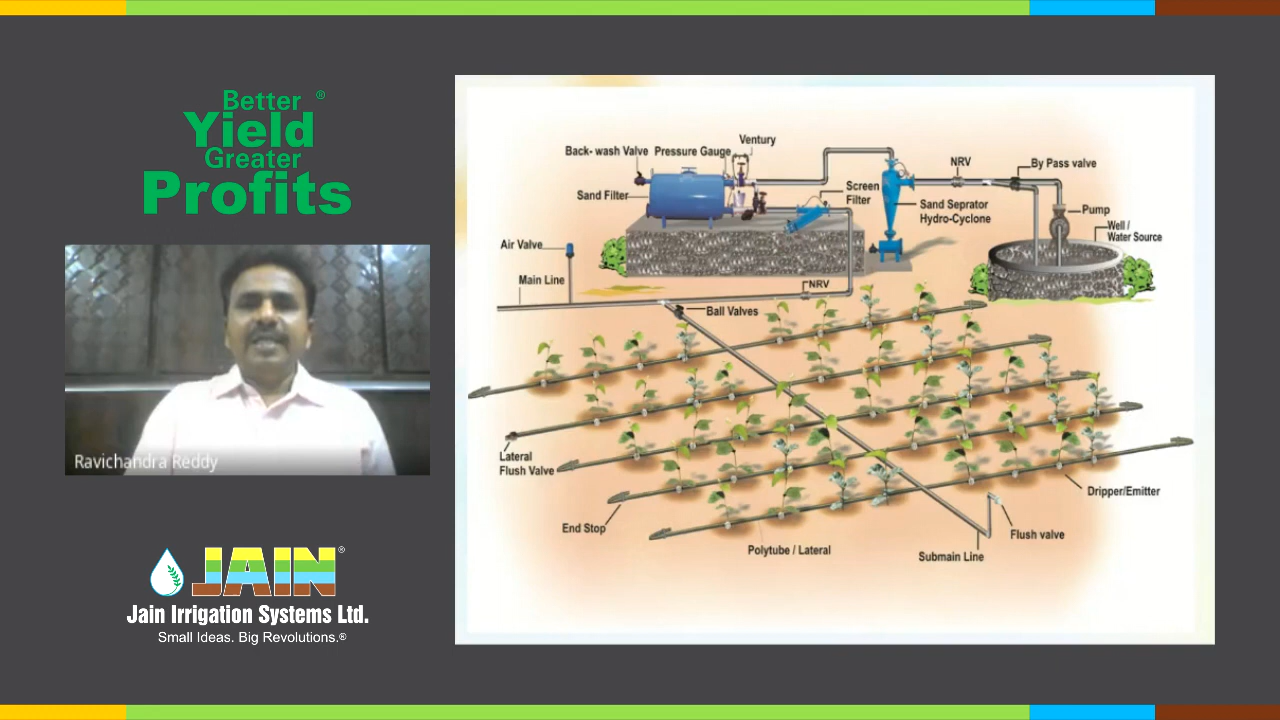 Better ®
Yield
Greater
Profits
Ravichandra Reddy
JAIN®
Jain Irrigation Systems Ltd.
Small Ideas. Big Revolutions.®
Ventury
Back- wash Valve
Pressure Gauge
Sand Filter
Screen
Filter
NRV
By Pass valve
Sand Seprator
Hydro-Cyclone
Pump
Well /
Water Source
Air Valve
Main Line
NRV
Ball Valves
Lateral
Flush Valve
End Stop
Polytube / Lateral
Submain Line
Flush valve
Dripper/Emitter